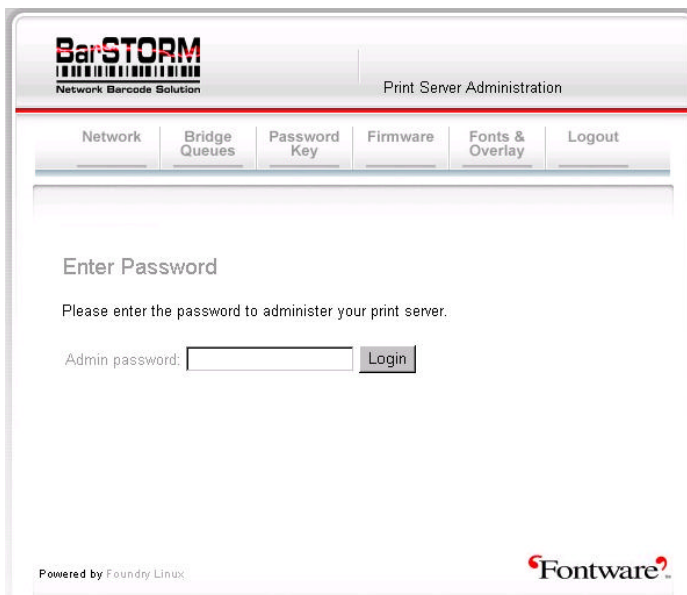 BarSTORM
Network Barcode Solution
Print Server Administration
Network
Bridge
Queues
Password
Key
Firmware
Fonts &
Overlay
Logout
Enter Password
Please enter the password to administer your print server.
Admin password:
Login
Powered by Foundry Linux
Fontware